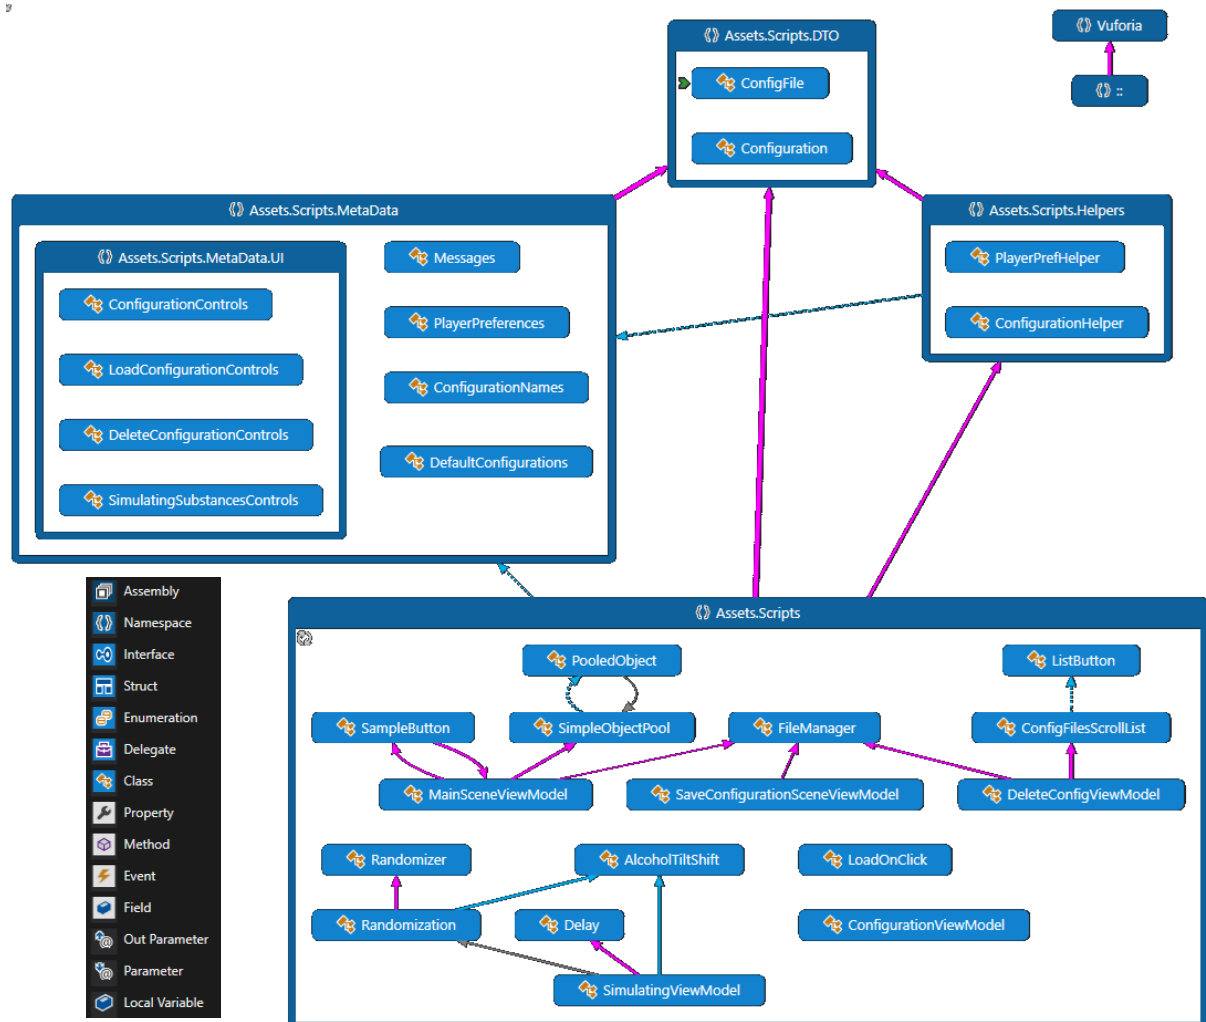 Assets.Scripts.DTO
ConfigFile
Configuration
Vuforia
::
Assets.Scripts.MetaData
Assets.Scripts.MetaData.UI
ConfigurationControls
LoadConfigurationControls
DeleteConfigurationControls
SimulatingSubstancesControls
Messages
PlayerPreferences
ConfigurationNames
DefaultConfigurations
Assets.Scripts.Helpers
PlayerPrefHelper
ConfigurationHelper
Assembly
Namespace
Interface
Struct
Enumeration
Delegate
Class
Property
Method
Event
Field
Out Parameter
Parameter
Local Variable
Assets.Scripts
PooledObject
ListButton
SampleButton
SimpleObjectPool
FileManager
ConfigFilesScrollList
MainSceneViewModel
SaveConfigurationSceneViewModel
DeleteConfigViewModel
Randomizer
AlcoholTiltShift
LoadOnClick
Randomization
Delay
ConfigurationViewModel
SimulatingViewModel